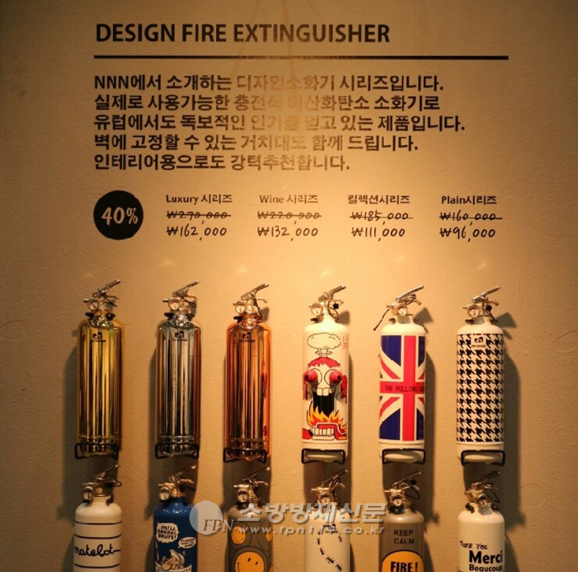 DESIGN FIRE EXTINGUISHER
NNN에서 소개하는 디자인소화기 시리즈입니다.
실제로 사용가능한 충전식 이산화탄소 소화기로
유럽에서도 독보적인 인기를 얻고 있는 제품입니다.
벽에 고정할 수 있는 거치대도 함께 드립니다.
인테리어용으로도 강력추천합니다.
40%
Luxury 시리즈 Wine 시리즈 컬렉션시리즈 Plain시리즈
₩270,000 ₩220,000 ₩185,000 ₩160,000
₩162,000 ₩132,000 ₩111,000 ₩96,000
THE ROLLING
matelot
KEEP
CALM
FIRE!
Thank You
Merci
Beaucoup
FPN 소방방재신문
www.fpn119.co.kr